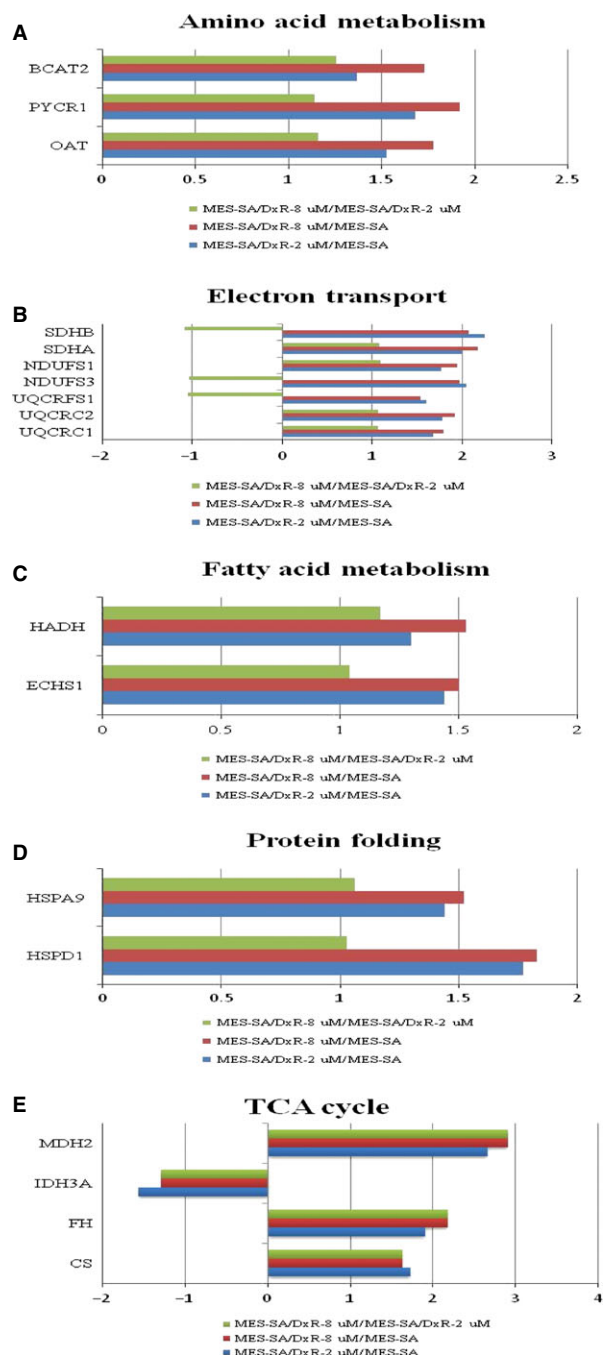 A
Amino acid metabolism
BCAT2
PYCR1
OAT
0 0.5 1 1.5 2 2.5
MES-SA/DxR-8 uM/MES-SA/DxR-2 uM
MES-SA/DxR-8 uM/MES-SA
MES-SA/DxR-2 uM/MES-SA
B
Electron transport
SDHB
SDHA
NDUFS1
NDUFS3
UQCRFS1
UQCRC2
UQCRC1
−2 −1 0 1 2 3
MES-SA/DxR-8 uM/MES-SA/DxR-2 uM
MES-SA/DxR-8 uM/MES-SA
MES-SA/DxR-2 uM/MES-SA
C
Fatty acid metabolism
HADH
ECHS1
0 0.5 1 1.5 2
MES-SA/DxR-8 uM/MES-SA/DxR-2 uM
MES-SA/DxR-8 uM/MES-SA
MES-SA/DxR-2 uM/MES-SA
D
Protein folding
HSPA9
HSPD1
0 0.5 1 1.5 2
MES-SA/DxR-8 uM/MES-SA/DxR-2 uM
MES-SA/DxR-8 uM/MES-SA
MES-SA/DxR-2 uM/MES-SA
E
TCA cycle
MDH2
IDH3A
FH
CS
−2 −1 0 1 2 3 4
MES-SA/DxR-8 uM/MES-SA/DxR-2 uM
MES-SA/DxR-8 uM/MES-SA
MES-SA/DxR-2 uM/MES-SA